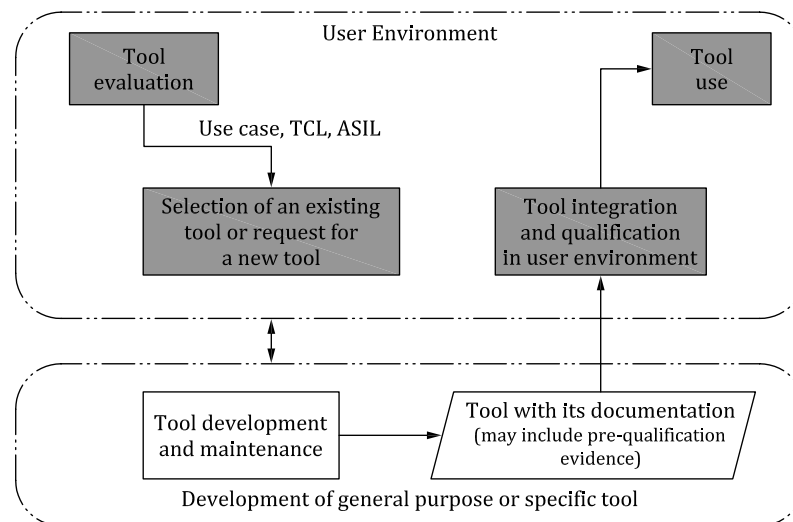 User Environment
Tool
evaluation
Tool
use
Use case, TCL, ASIL
Selection of an existing
tool or request for
a new tool
Tool integration
and qualification
in user environment
Tool development
and maintenance
Tool with its documentation
(may include pre-qualification
evidence)
Development of general purpose or specific tool